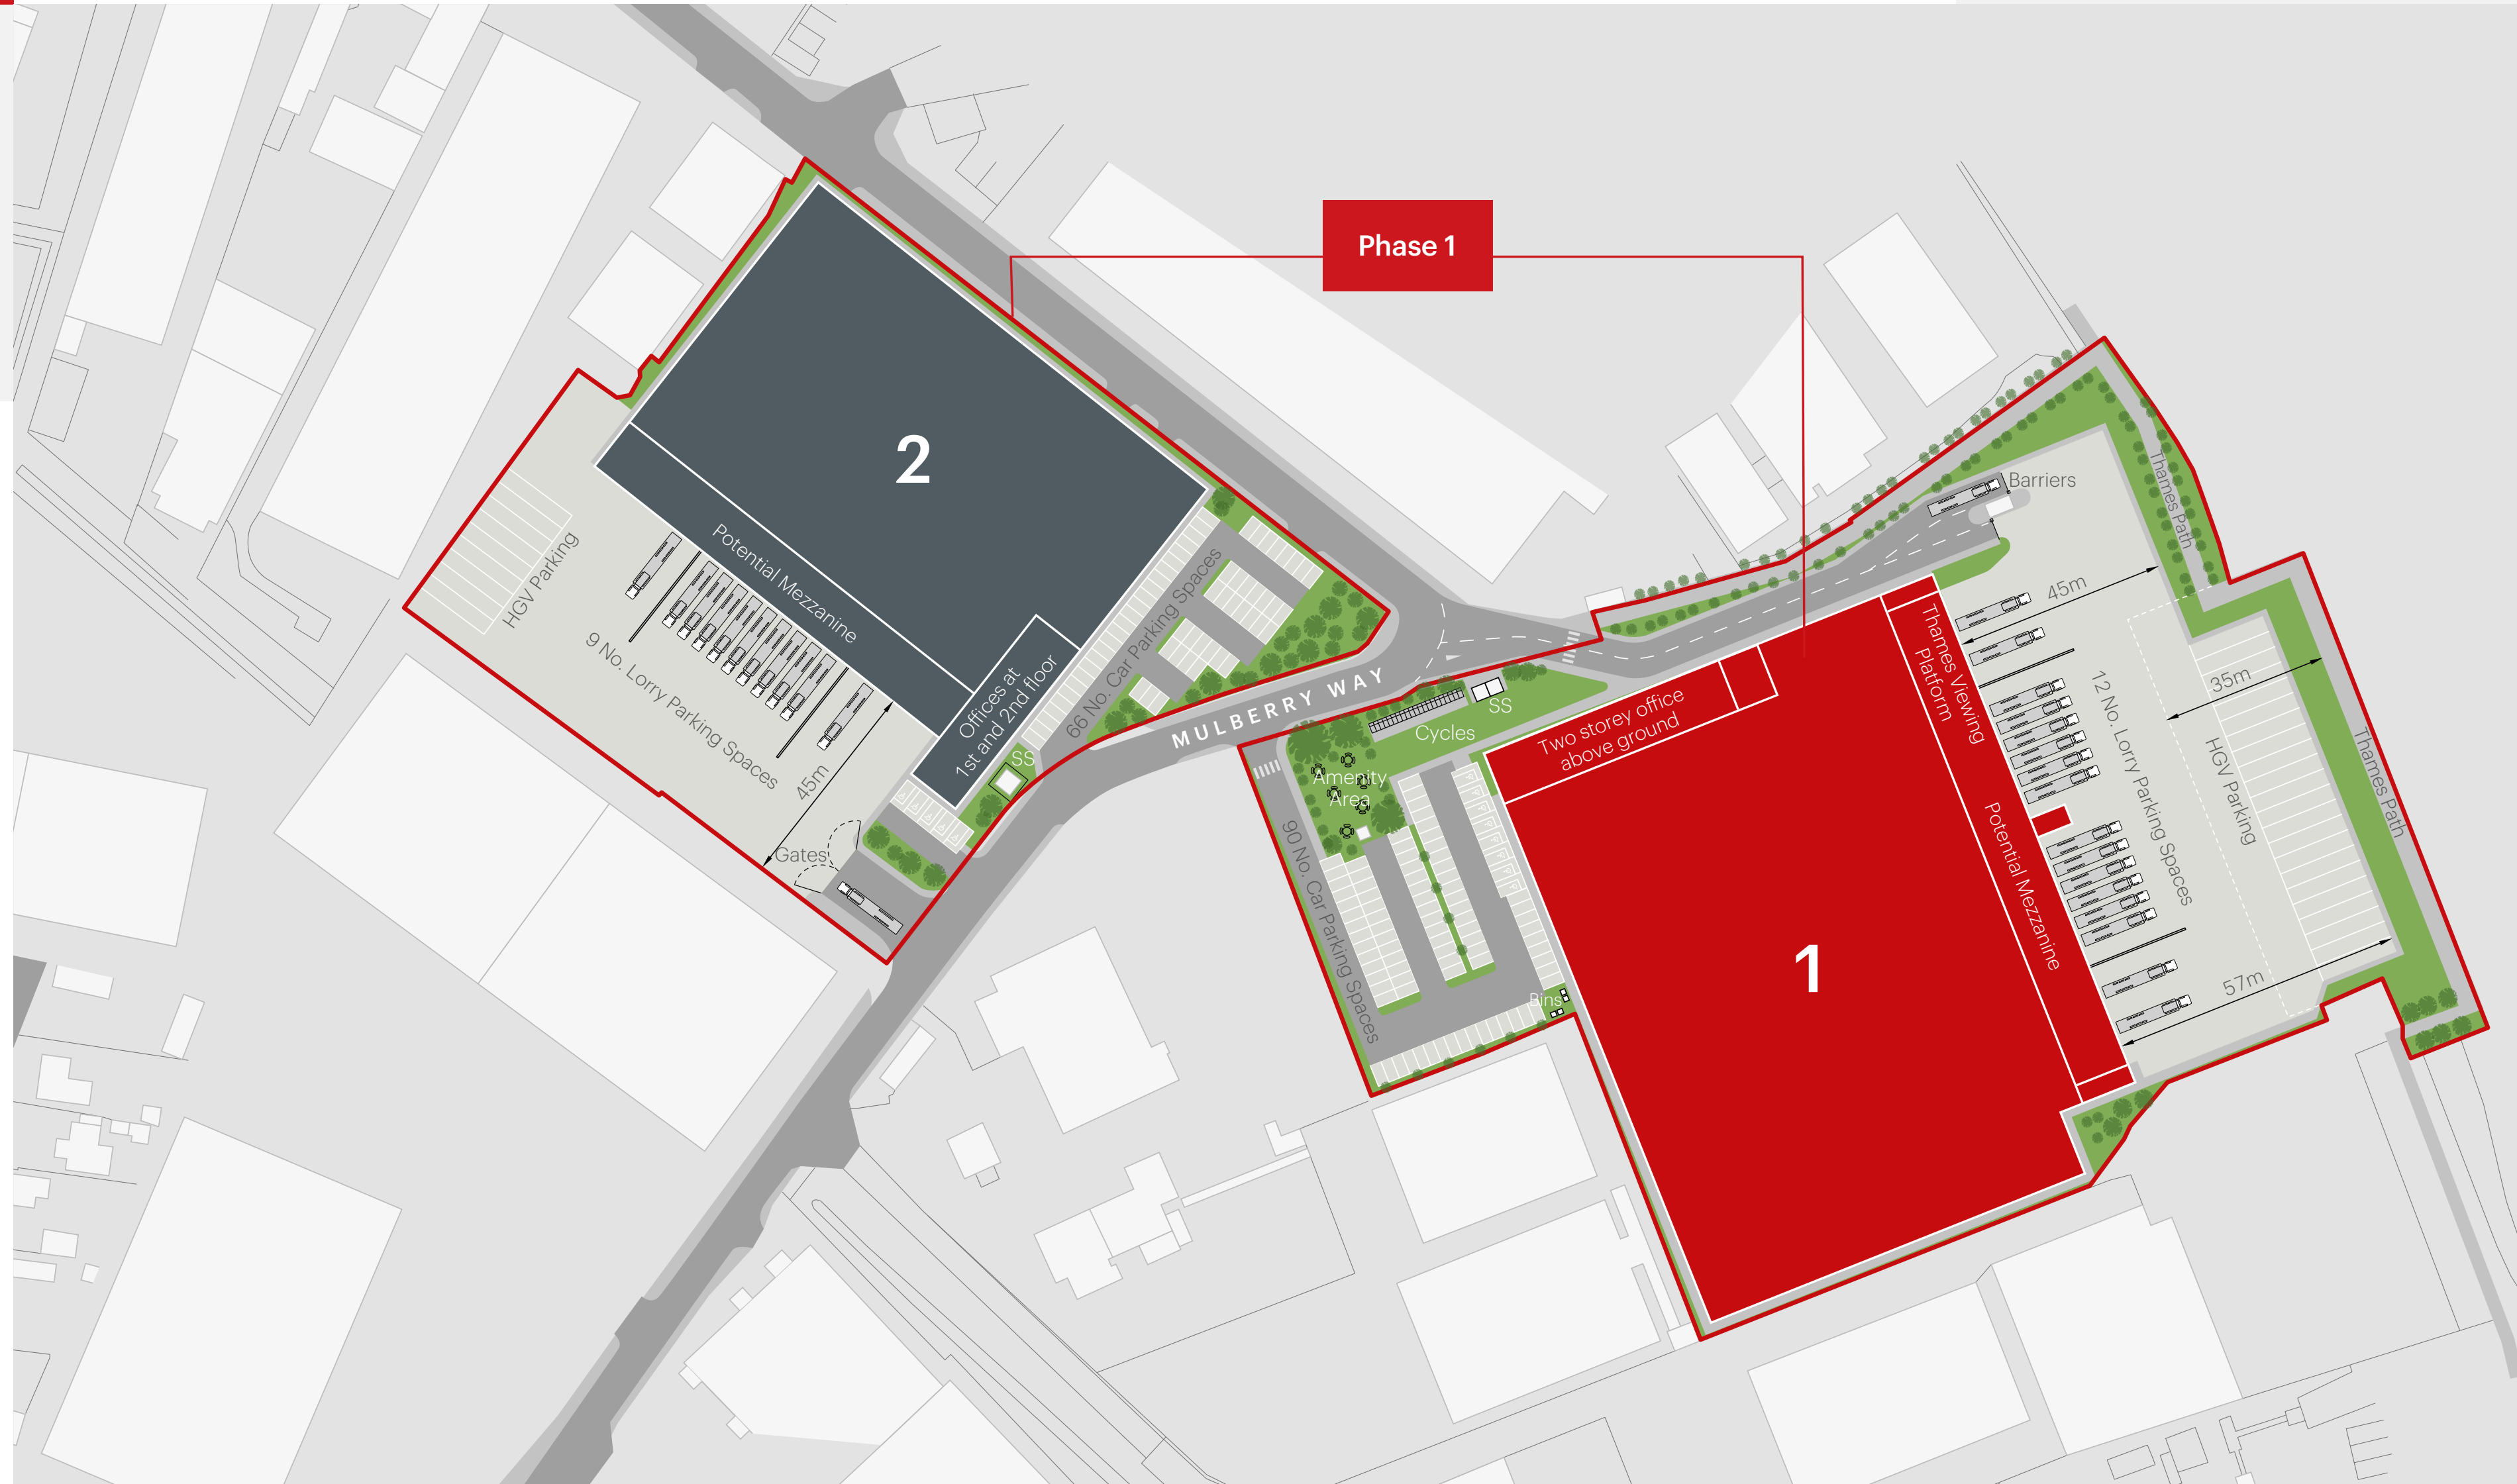 Phase 1
2
Potential Mezzanine
Offices at
1st and 2nd floor
HGV Parking
9 No. Lorry Parking Spaces
45m
Gates
SS
66 No. Car Parking Spaces
MULBERRY WAY
Cycles
SS
Amenity
Area
90 No. Car Parking Spaces
Bins
Two storey office
above ground
1
Thames Viewing
Platform
Potential Mezzanine
Barriers
Thames Path
45m
12 No. Lorry Parking Spaces
35m
HGV Parking
Thames Path
57m